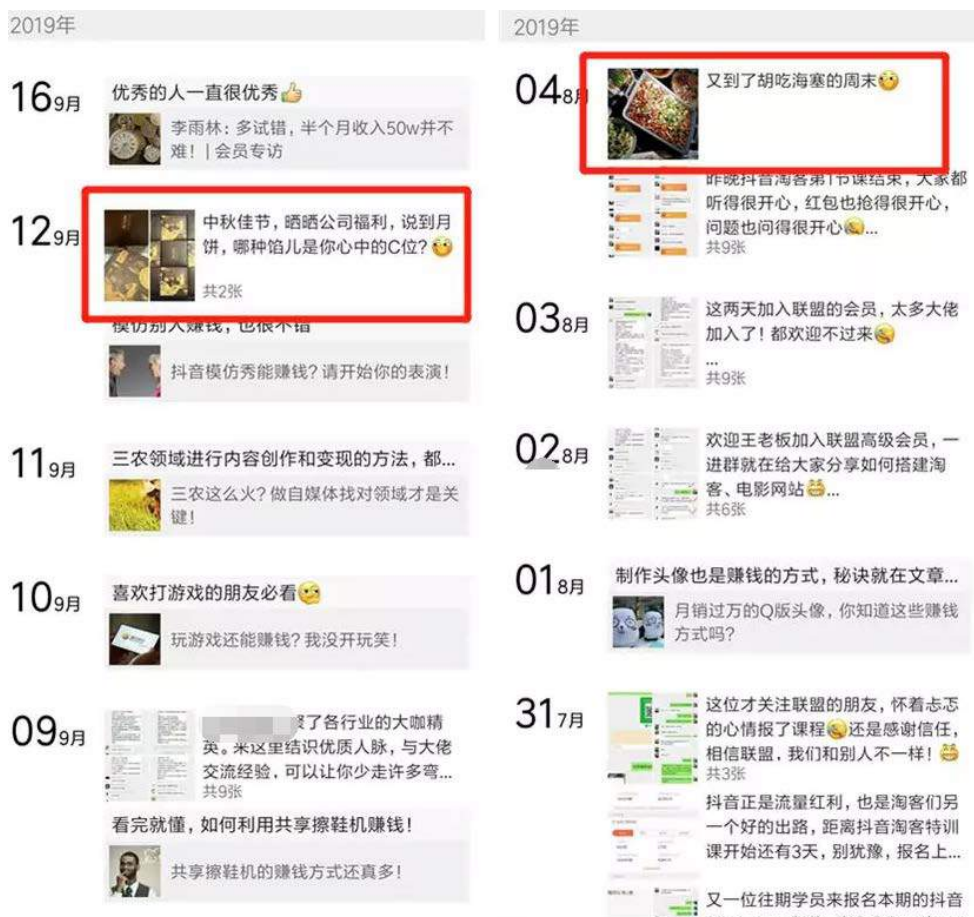 2019年
16 9月
优秀的人一直很优秀👍
李雨林：多试错，半个月收入50w并不
难！| 会员专访
12 9月
中秋佳节，晒晒公司福利，说到月
饼，哪种馅儿是你心中的C位？
共2张
模仿别人赚钱，也很不错
抖音模仿秀能赚钱？请开始你的表演！
11 9月
三农领域进行内容创作和变现的方法，都...
三农这么火？做自媒体找对领域才是关
键！
10 9月
喜欢打游戏的朋友必看
玩游戏还能赚钱？我没开玩笑！
09 9月
了各行业的大咖精
英。来这里结识优质人脉，与大佬
交流经验，可以让你少走许多弯...
共9张
看完就懂，如何利用共享擦鞋机赚钱！
共享擦鞋机的赚钱方式还真多！
2019年
04 8月
又到了胡吃海塞的周末
昨晚抖音淘客第1节课结束，大家都
听得很开心，红包也抢得很开心，
问题也问得很开心...
共9张
03 8月
这两天加入联盟的会员，太多大佬
加入了！都欢迎不过来
...
共9张
02 8月
欢迎王老板加入联盟高级会员，一
进群就在给大家分享如何搭建淘
客、电影网站...
共6张
01 8月
制作头像也是赚钱的方式，秘诀就在文章...
月销过万的Q版头像，你知道这些赚钱
方式吗？
31 7月
这位才关注联盟的朋友，怀着忐忑
的心情报了课程还是感谢信任，
相信联盟，我们和别人不一样！
共3张
抖音正是流量红利，也是淘客们另
一个好的出路，距离抖音淘客特训
课开始还有3天，别犹豫，报名上...
又一位往期学员来报名本期的抖音